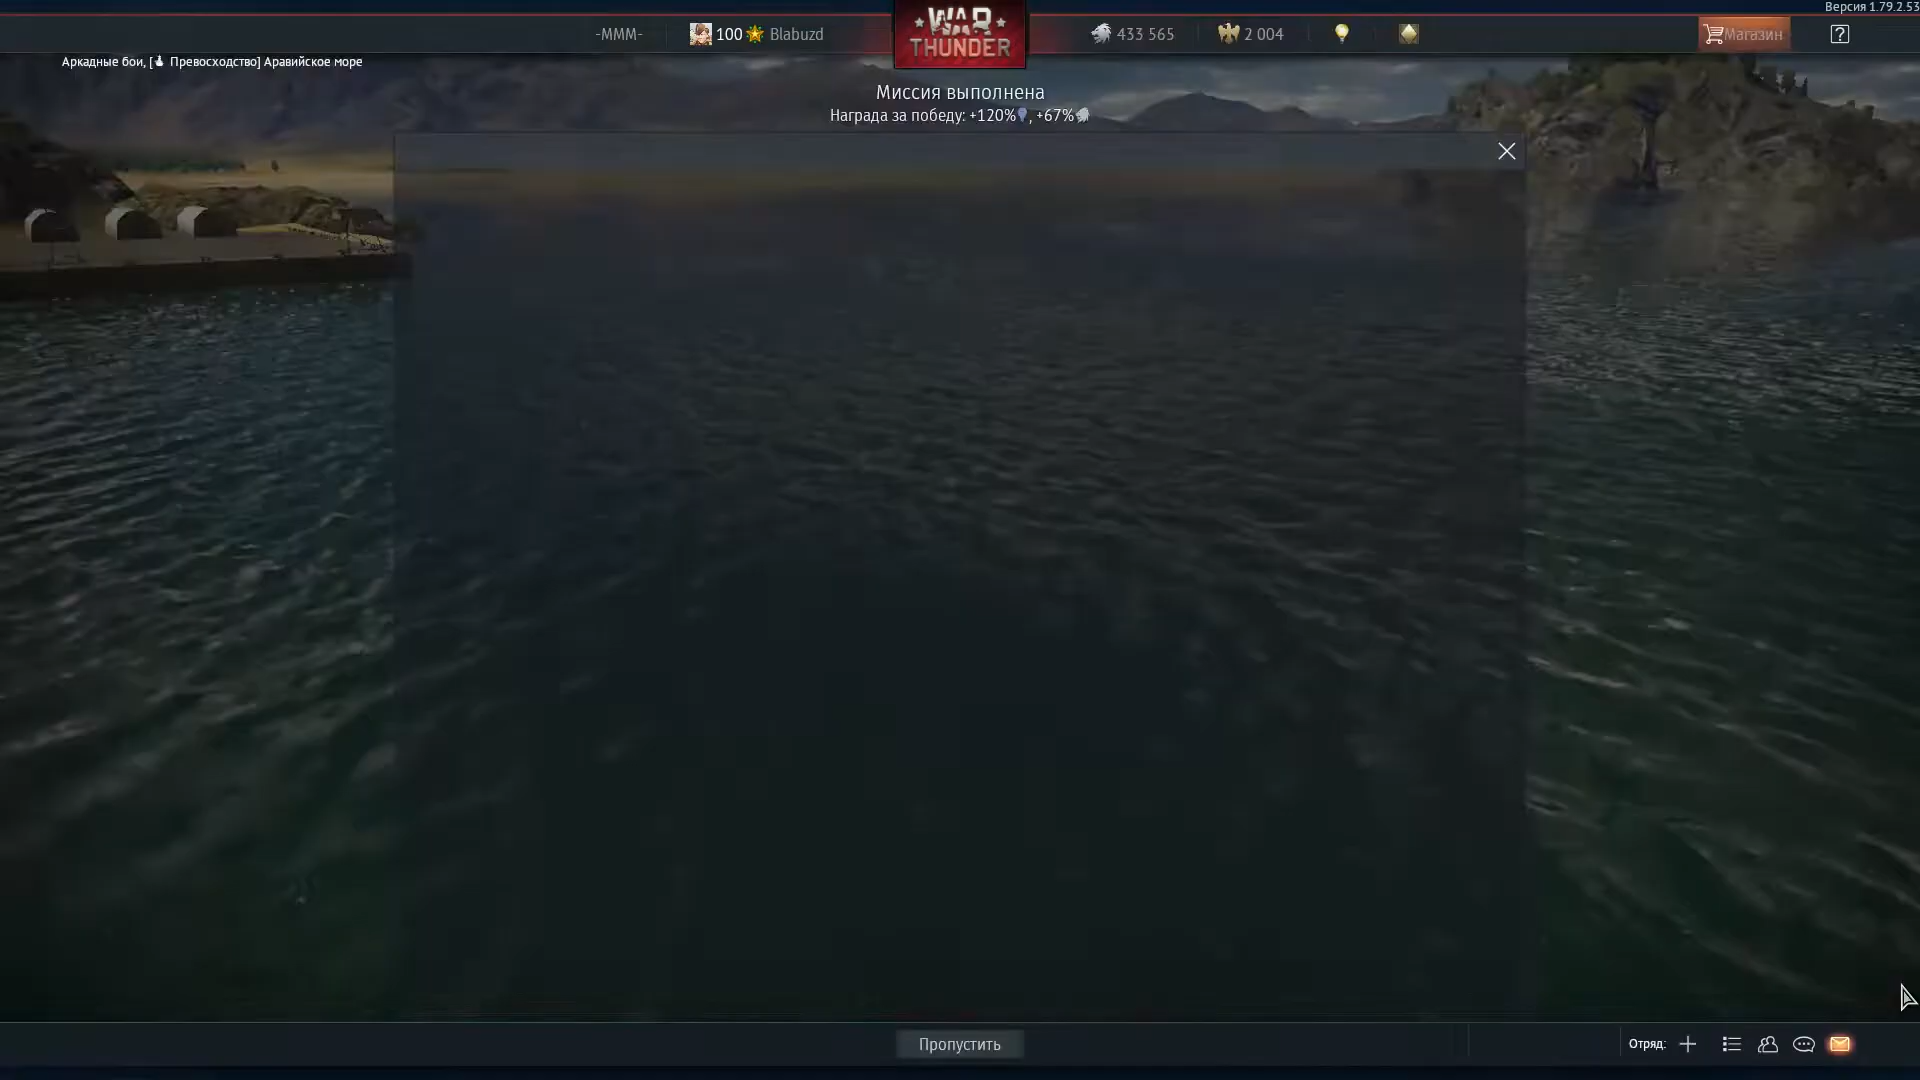 Версия 1.79.2.53
-МММ-
100 Blabuzd
WAR THUNDER
433 565
2 004
Магазин
Аркадные бои, [Превосходство] Аравийское море
Миссия выполнена
Награда за победу: +120%, +67%
Пропустить
Отряд: